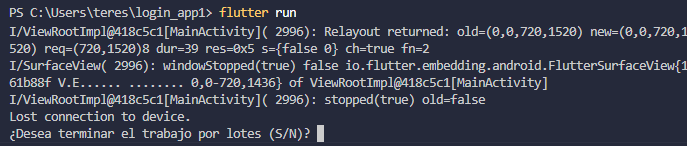 PS C:\Users\teres\login_app1> flutter run
I/ViewRootImpl@418c5c1[MainActivity]( 2996): Relayout returned: old=(0,0,720,1520) new=(0,0,720,1
520) req=(720,1520)8 dur=39 res=0x5 s={false 0} ch=true fn=2
I/SurfaceView( 2996): windowStopped(true) false io.flutter.embedding.android.FlutterSurfaceView{1
61b88f V.E...... ........ 0,0-720,1436} of ViewRootImpl@418c5c1[MainActivity]
I/ViewRootImpl@418c5c1[MainActivity]( 2996): stopped(true) old=false
Lost connection to device.
¿Desea terminar el trabajo por lotes (S/N)?